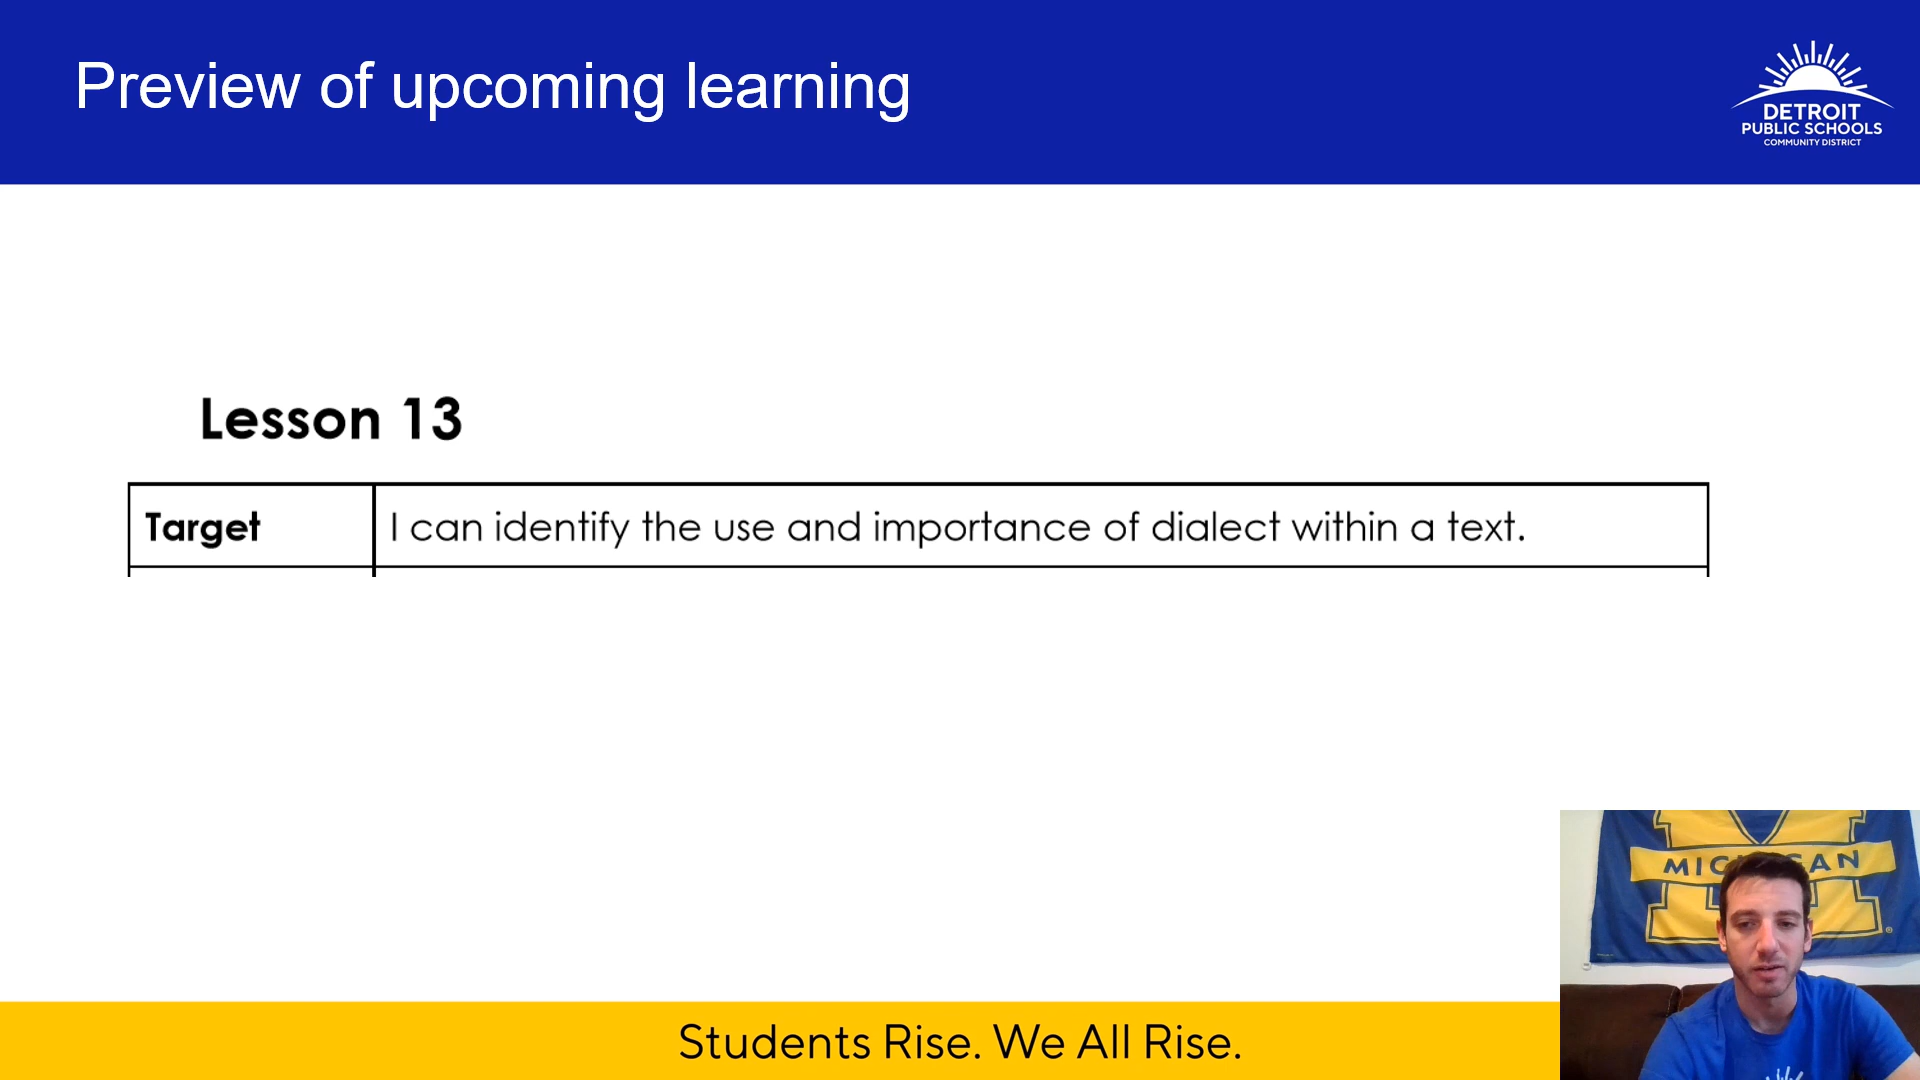 Preview of upcoming learning
DETROIT
PUBLIC SCHOOLS
COMMUNITY DISTRICT
Lesson 13
Target
I can identify the use and importance of dialect within a text.
MICHIGAN
Students Rise. We All Rise.